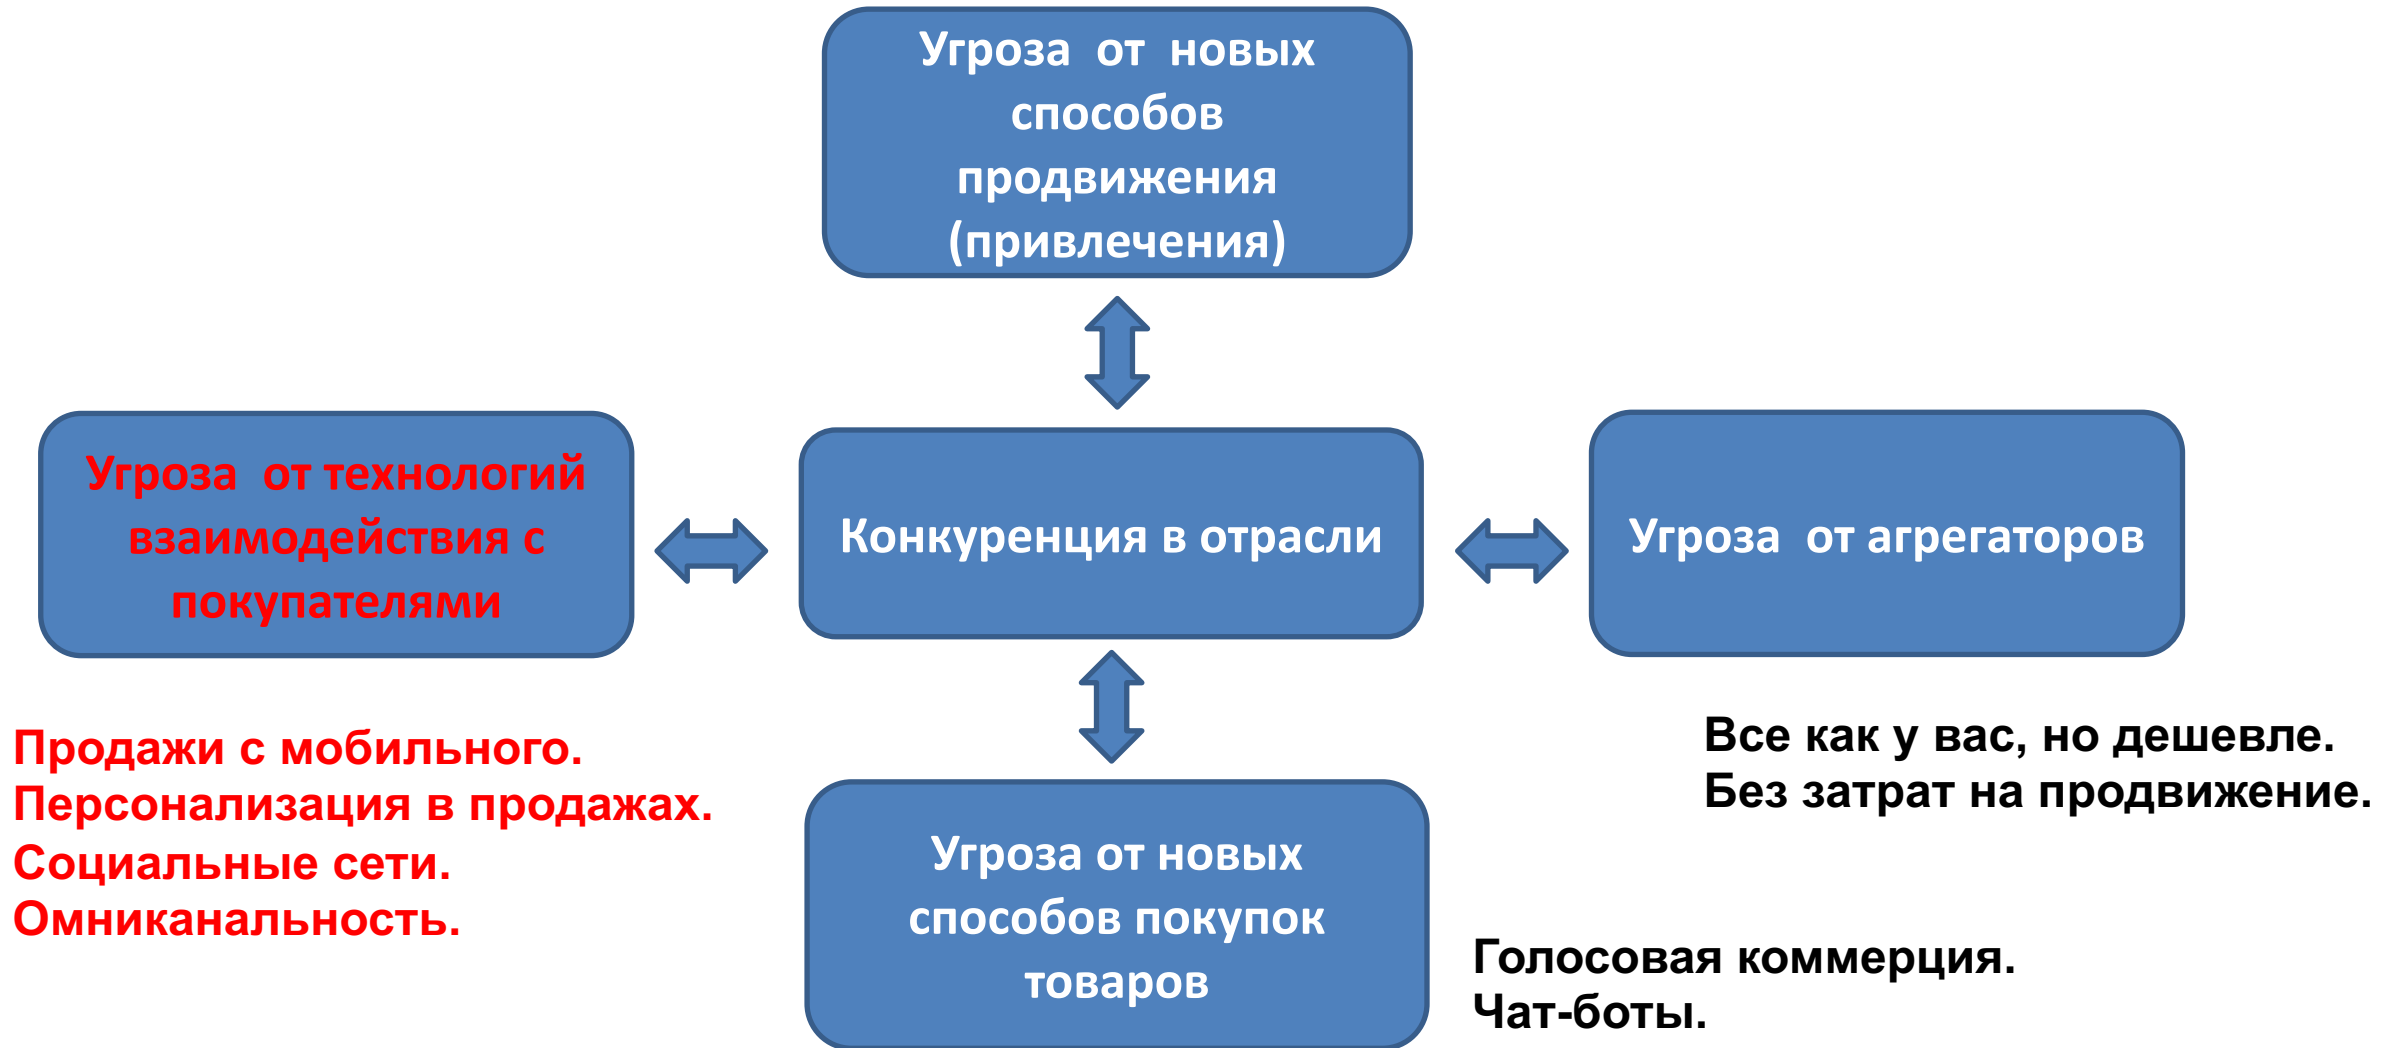 Угроза от новых
способов
продвижения
(привлечения)
Угроза от технологий
взаимодействия с
покупателями
Конкуренция в отрасли
Угроза от агрегаторов
Продажи с мобильного.
Персонализация в продажах.
Социальные сети.
Омниканальность.
Все как у вас, но дешевле.
Без затрат на продвижение.
Угроза от новых
способов покупок
товаров
Голосовая коммерция.
Чат-боты.